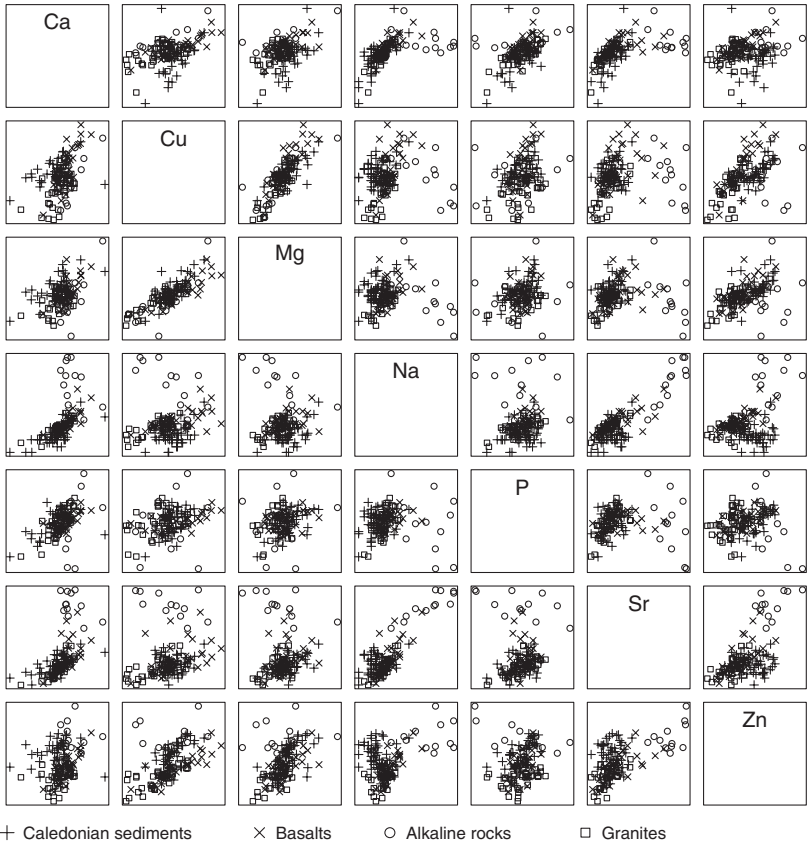 Ca
Cu
Mg
Na
P
Sr
Zn
+ Caledonian sediments × Basalts ○ Alkaline rocks □ Granites